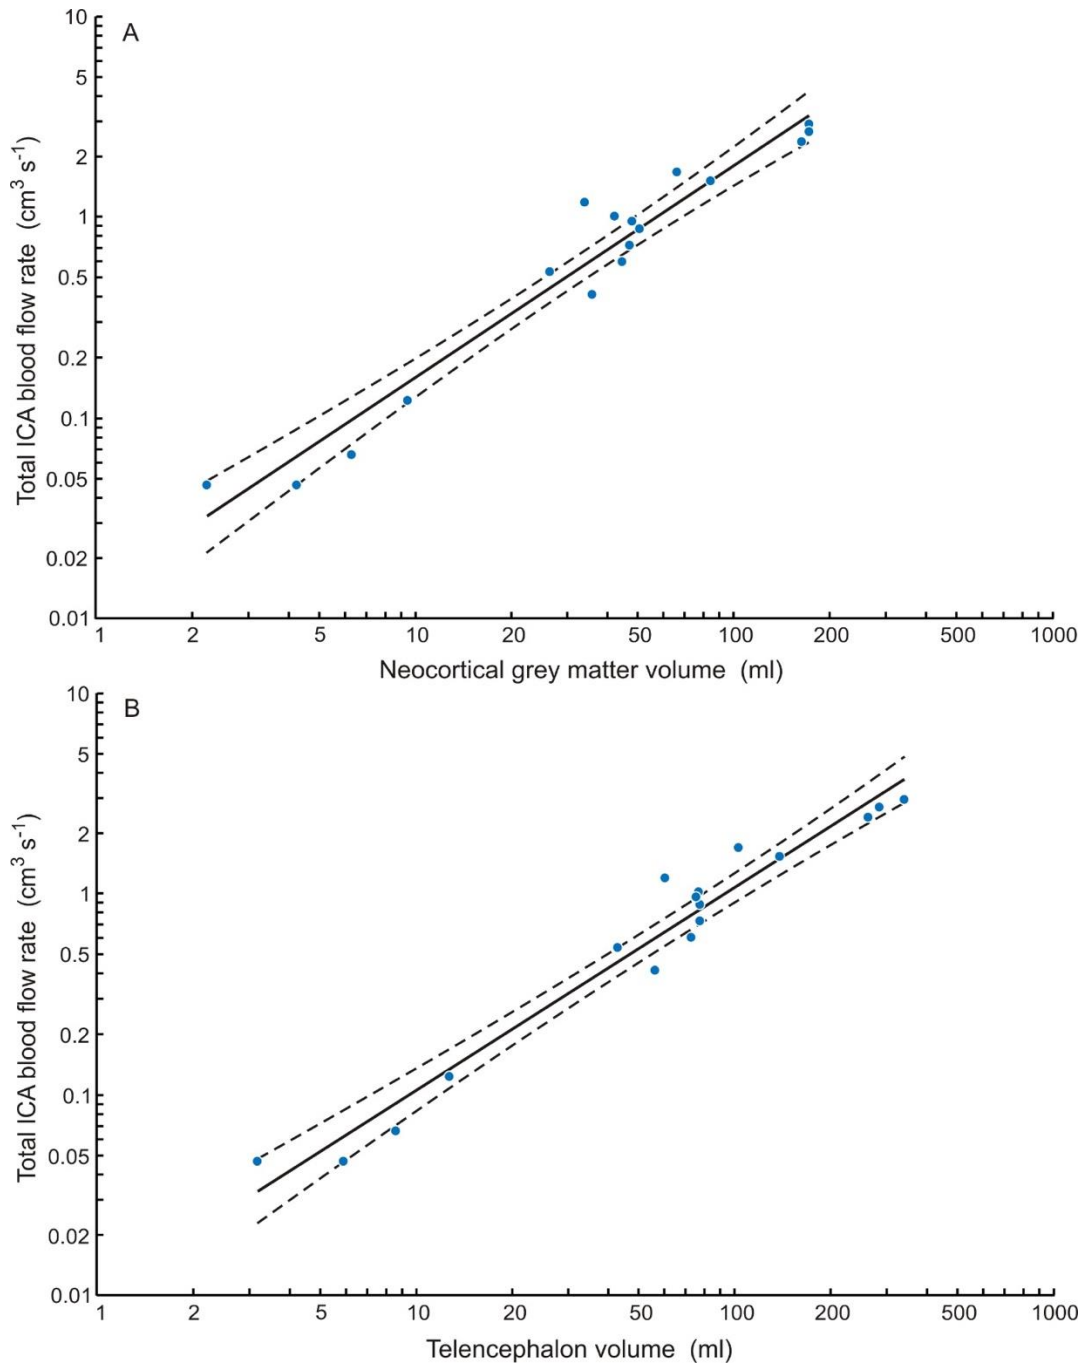 A
10
5
2
1
0.5
0.2
0.1
0.05
0.02
0.01
Total ICA blood flow rate (cm³ s⁻¹)
1 2 5 10 20 50 100 200 500 1000
Neocortical grey matter volume (ml)
B
10
5
2
1
0.5
0.2
0.1
0.05
0.02
0.01
Total ICA blood flow rate (cm³ s⁻¹)
1 2 5 10 20 50 100 200 500 1000
Telencephalon volume (ml)